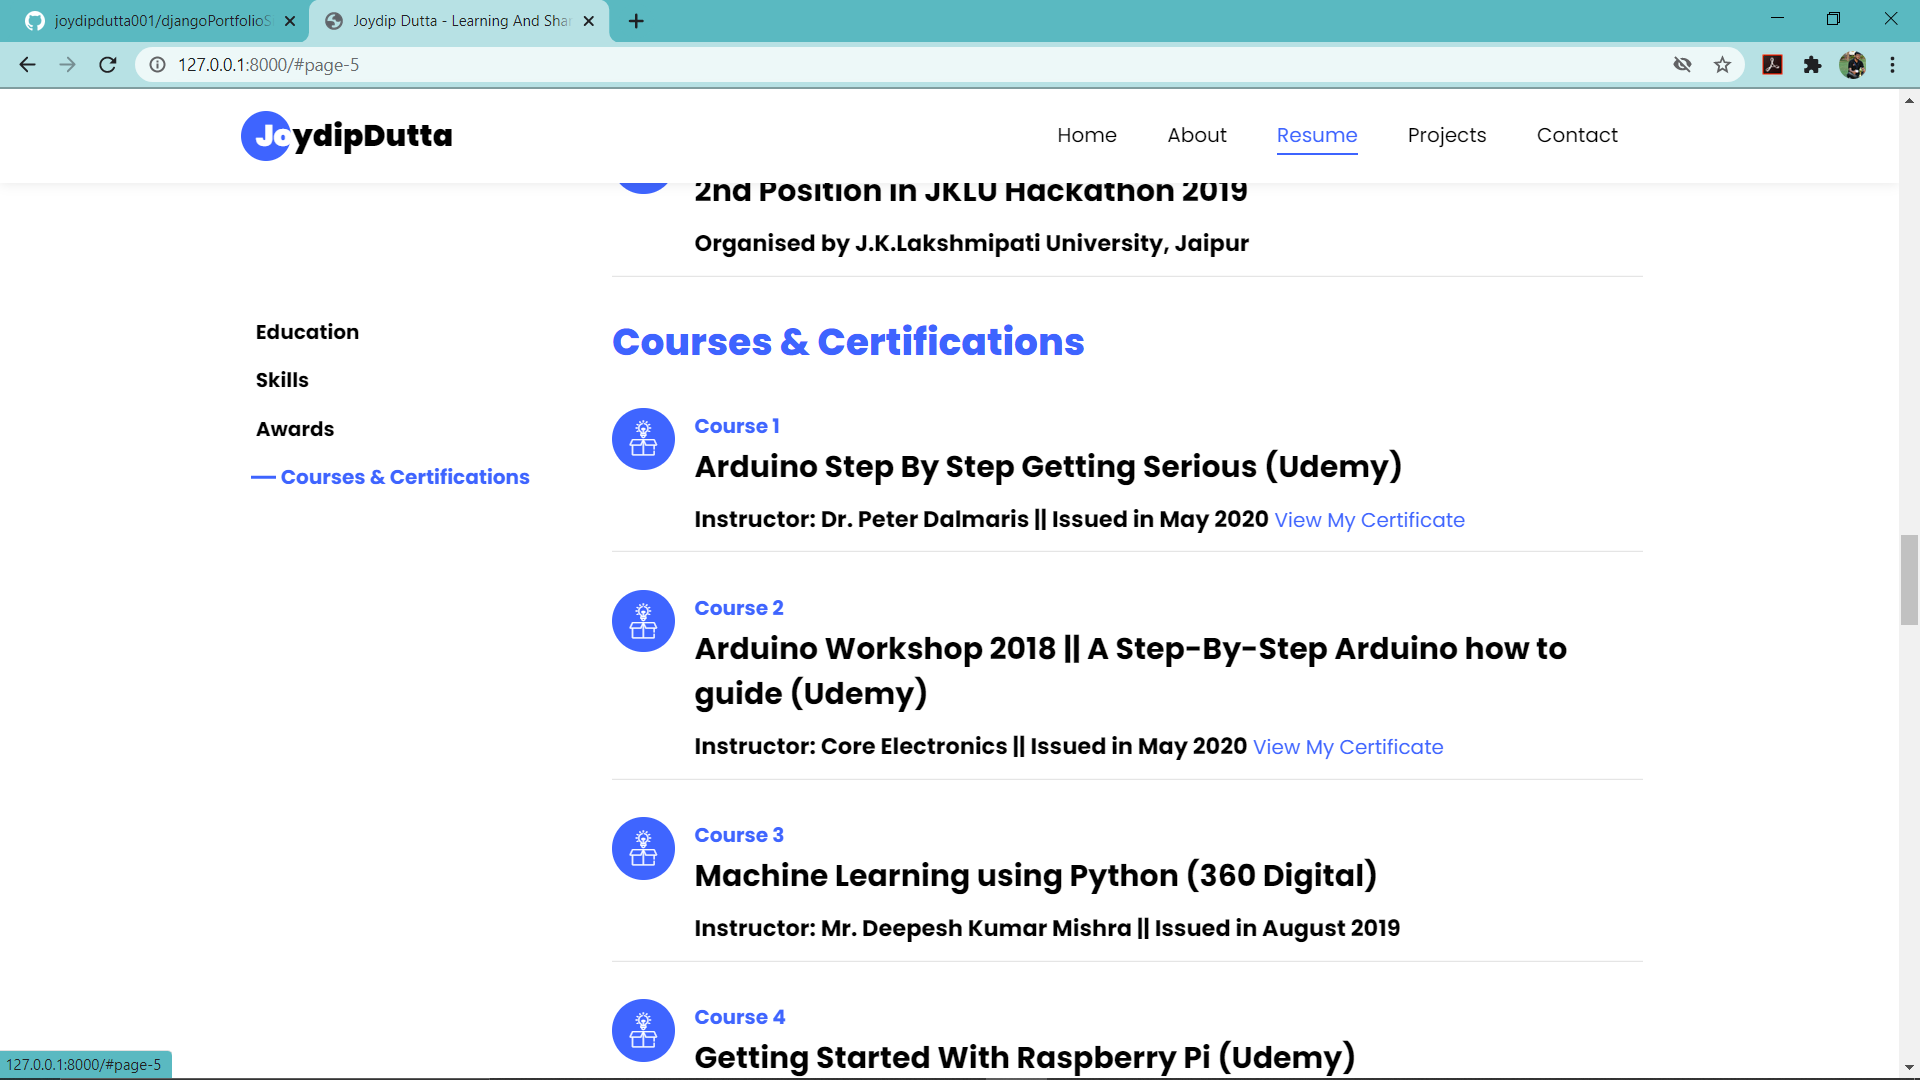 joydipdutta001/djangoPortfolioS
Joydip Dutta - Learning And Shar
127.0.0.1:8000/#page-5
JoydipDutta
Home
About
Resume
Projects
Contact
2nd Position in JKLU Hackathon 2019
Organised by J.K.Lakshmipati University, Jaipur
Education
Skills
Awards
Courses & Certifications
Courses & Certifications
Course 1
Arduino Step By Step Getting Serious (Udemy)
Instructor: Dr. Peter Dalmaris || Issued in May 2020 View My Certificate
Course 2
Arduino Workshop 2018 || A Step-By-Step Arduino how to
guide (Udemy)
Instructor: Core Electronics || Issued in May 2020 View My Certificate
Course 3
Machine Learning using Python (360 Digital)
Instructor: Mr. Deepesh Kumar Mishra || Issued in August 2019
Course 4
Getting Started With Raspberry Pi (Udemy)
127.0.0.1:8000/#page-5